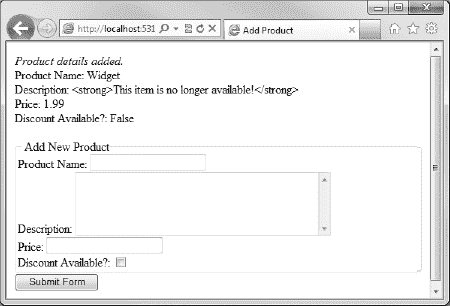 http://localhost:531
Add Product
Product details added.
Product Name: Widget
Description: <strong>This item is no longer available!</strong>
Price: 1.99
Discount Available?: False
Add New Product
Product Name:
Description:
Price:
Discount Available?:
Submit Form